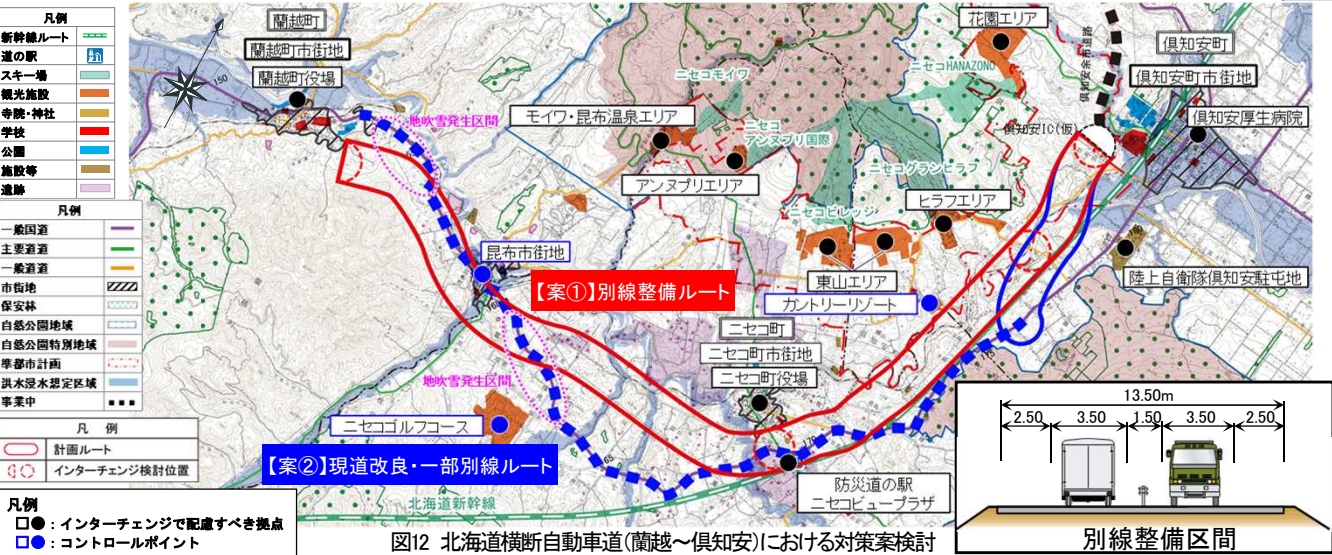 凡例
新幹線ルート
道の駅
スキー場
観光施設
寺院・神社
学校
公園
施設等
遺跡
凡例
一般国道
主要道道
一般道道
市街地
保安林
自然公園地域
自然公園特別地域
準都市計画
洪水浸水想定区域
事業中
凡 例
計画ルート
インターチェンジ検討位置
凡例
□●：インターチェンジで配慮すべき拠点
□●：コントロールポイント
蘭越町
蘭越町市街地
蘭越町役場
150
地吹雪発生区間
モイワ・昆布温泉エリア
ニセコモイワ
ニセコ
アンヌプリ国際
アンヌプリエリア
花園エリア
ニセコHANAZONO
倶知安余市道路
倶知安町
倶知安町市街地
倶知安厚生病院
倶知安IC(仮)
ニセコグランヒラフ
ヒラフエリア
ニセコビレッジ
東山エリア
カントリーリゾート
180
陸上自衛隊倶知安駐屯地
昆布市街地
【案①】別線整備ルート
ニセコ町
ニセコ町市街地
ニセコ町役場
175
地吹雪発生区間
ニセコゴルフコース
【案②】現道改良・一部別線ルート
165
170
北海道新幹線
防災道の駅
ニセコビュープラザ
13.50m
2.50 3.50 1.50 3.50 2.50
別線整備区間
図12 北海道横断自動車道(蘭越～倶知安)における対策案検討